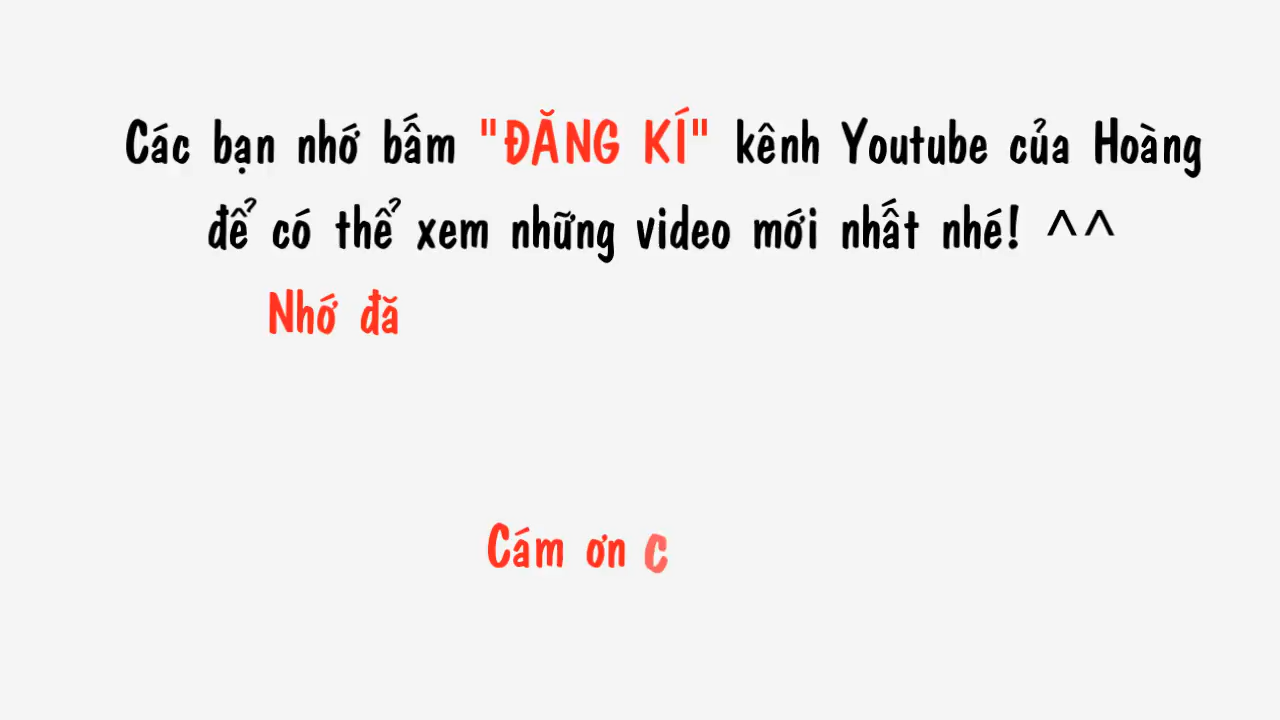 Các bạn nhớ bấm "ĐĂNG KÍ" kênh Youtube của Hoàng
để có thể xem những video mới nhất nhé! ^^
Nhớ đă
Cám ơn c